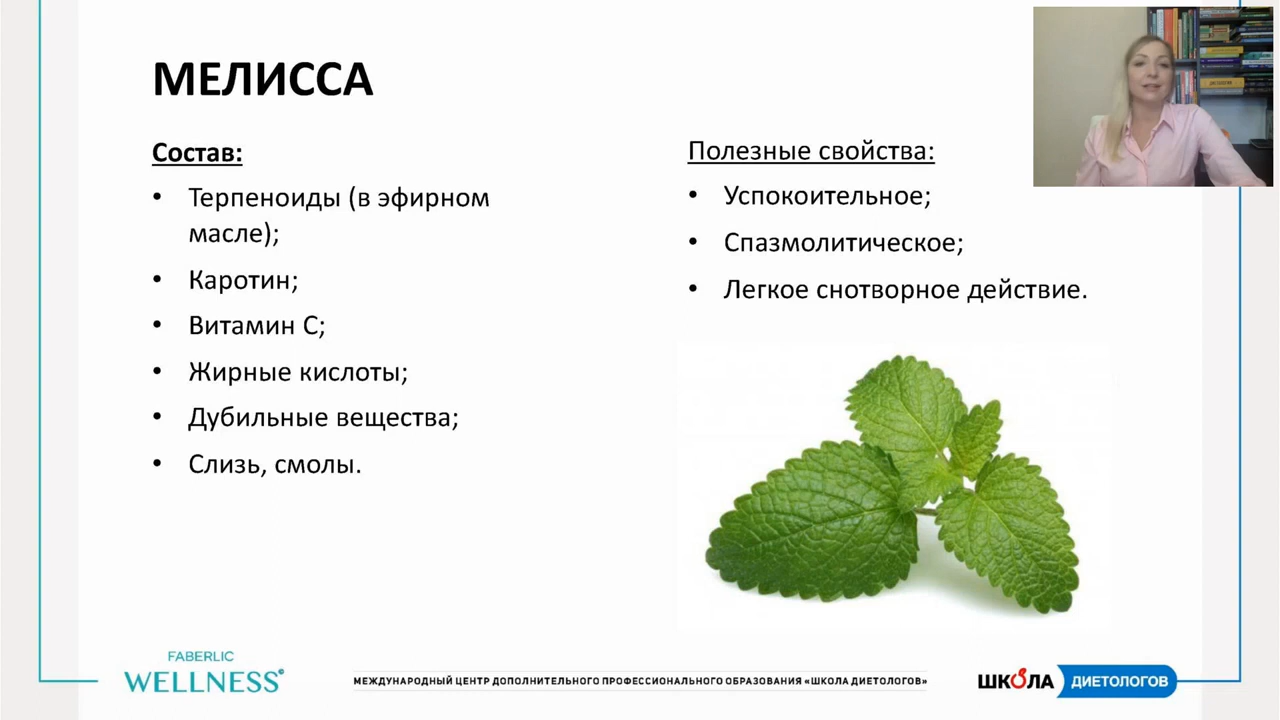 МЕЛИССА
Состав:
• Терпеноиды (в эфирном
масле);
• Каротин;
• Витамин С;
• Жирные кислоты;
• Дубильные вещества;
• Слизь, смолы.
Полезные свойства:
• Успокоительное;
• Спазмолитическое;
• Легкое снотворное действие.
FABERLIC
WELLNESS
МЕЖДУНАРОДНЫЙ ЦЕНТР ДОПОЛНИТЕЛЬНОГО ПРОФЕССИОНАЛЬНОГО ОБРАЗОВАНИЯ «ШКОЛА ДИЕТОЛОГОВ»
ШКОЛА ДИЕТОЛОГОВ